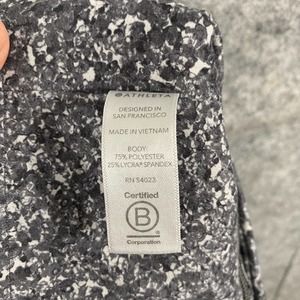 ATHLETA
DESIGNED IN
SAN FRANCISCO
MADE IN VIETNAM
BODY:
75% POLYESTER
25% LYCRA® SPANDEX
RN 54023
Certified
B
Corporation